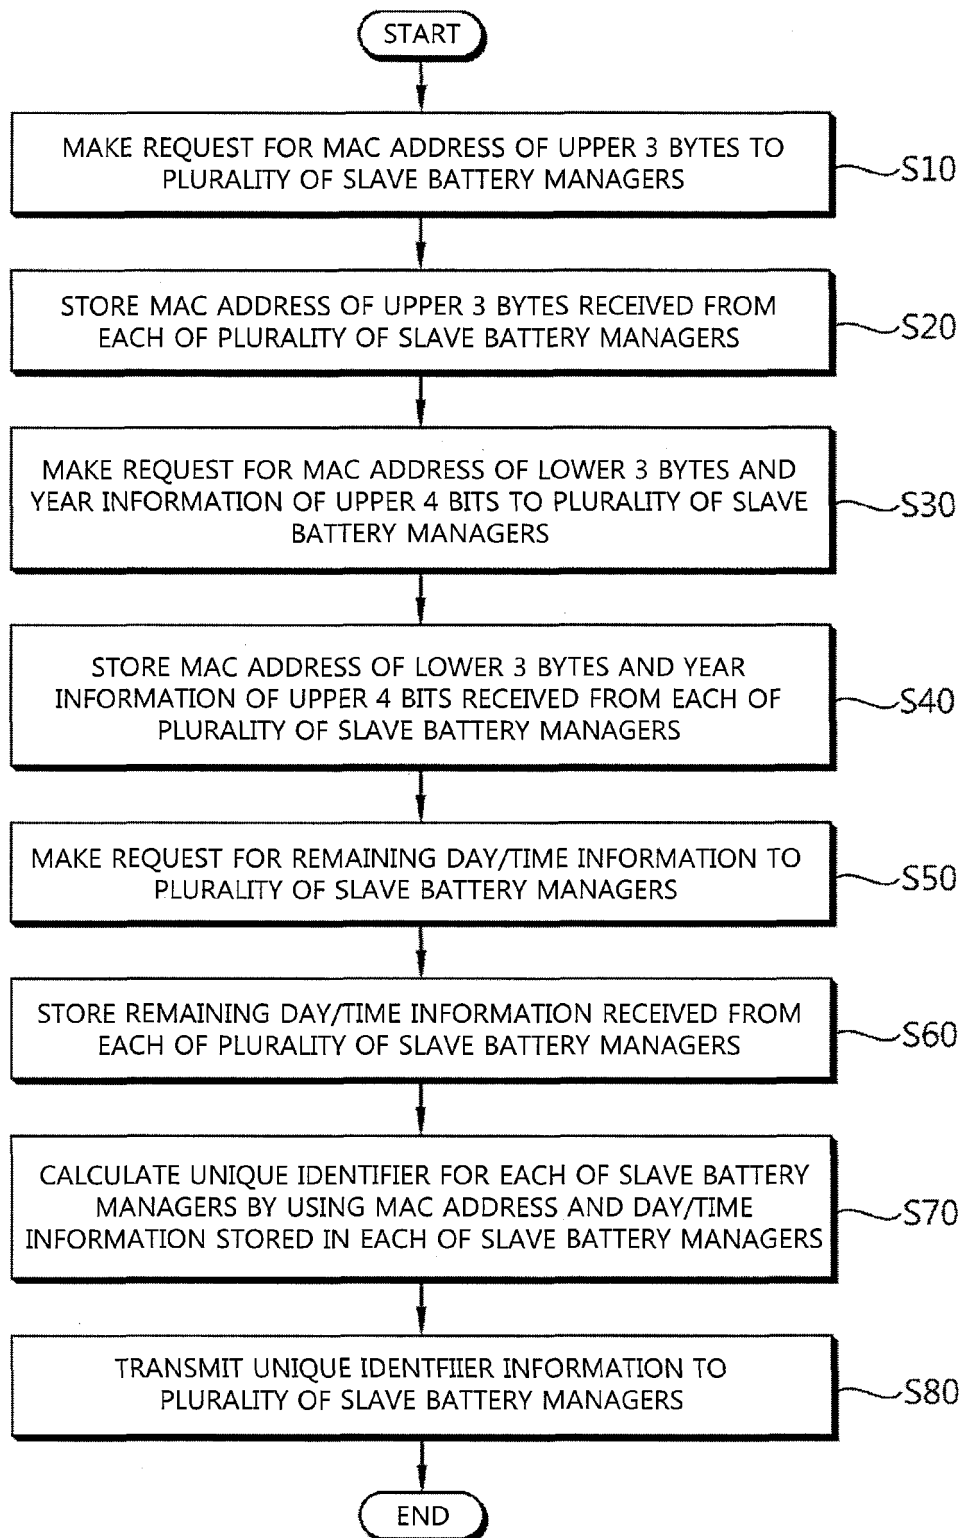 START
MAKE REQUEST FOR MAC ADDRESS OF UPPER 3 BYTES TO
PLURALITY OF SLAVE BATTERY MANAGERS
S10
STORE MAC ADDRESS OF UPPER 3 BYTES RECEIVED FROM
EACH OF PLURALITY OF SLAVE BATTERY MANAGERS
S20
MAKE REQUEST FOR MAC ADDRESS OF LOWER 3 BYTES AND
YEAR INFORMATION OF UPPER 4 BITS TO PLURALITY OF SLAVE
BATTERY MANAGERS
S30
STORE MAC ADDRESS OF LOWER 3 BYTES AND YEAR
INFORMATION OF UPPER 4 BITS RECEIVED FROM EACH OF
PLURALITY OF SLAVE BATTERY MANAGERS
S40
MAKE REQUEST FOR REMAINING DAY/TIME INFORMATION TO
PLURALITY OF SLAVE BATTERY MANAGERS
S50
STORE REMAINING DAY/TIME INFORMATION RECEIVED FROM
EACH OF PLURALITY OF SLAVE BATTERY MANAGERS
S60
CALCULATE UNIQUE IDENTIFIER FOR EACH OF SLAVE BATTERY
MANAGERS BY USING MAC ADDRESS AND DAY/TIME
INFORMATION STORED IN EACH OF SLAVE BATTERY MANAGERS
S70
TRANSMIT UNIQUE IDENTFIIER INFORMATION TO
PLURALITY OF SLAVE BATTERY MANAGERS
S80
END